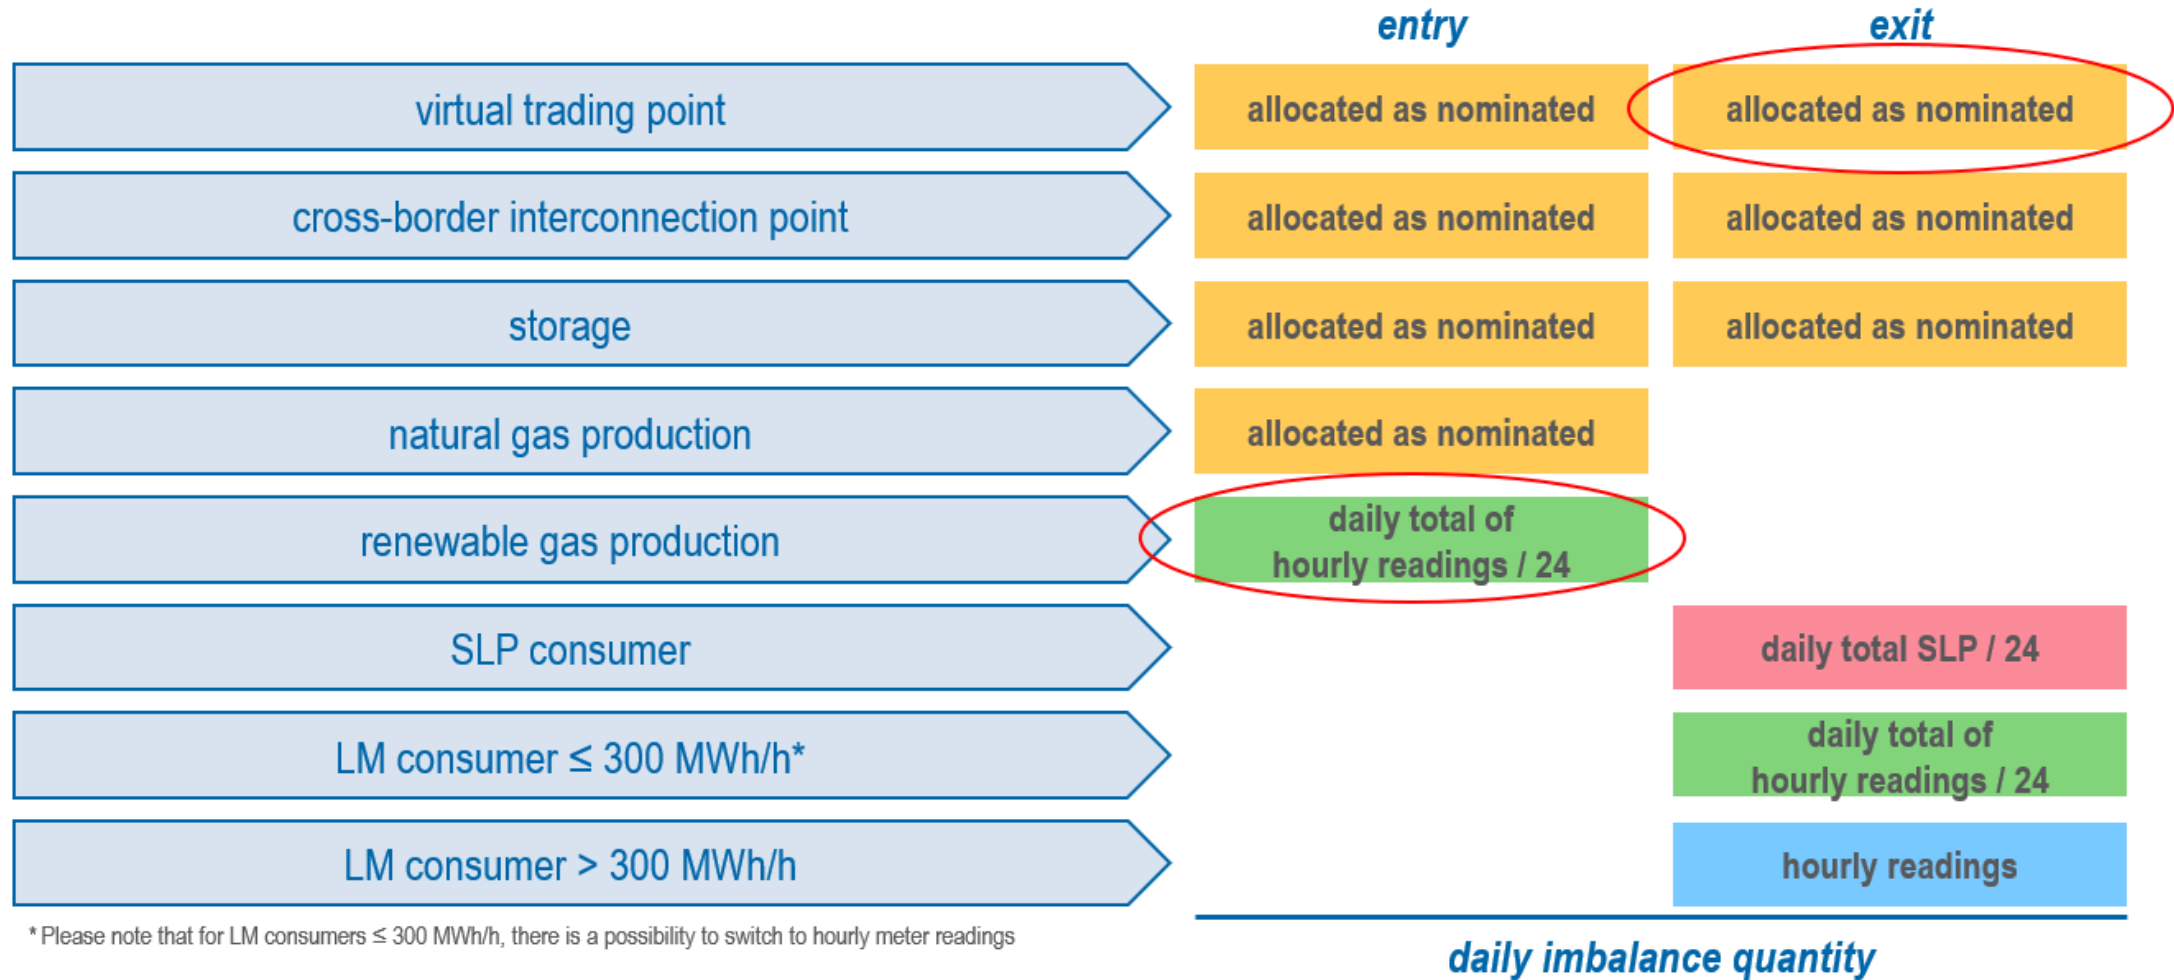 entry exit
virtual trading point allocated as nominated allocated as nominated
cross-border interconnection point allocated as nominated allocated as nominated
storage allocated as nominated allocated as nominated
natural gas production allocated as nominated
renewable gas production
daily total of
hourly readings / 24
SLP consumer daily total SLP / 24
LM consumer ≤ 300 MWh/h*
daily total of
hourly readings / 24
LM consumer > 300 MWh/h hourly readings
* Please note that for LM consumers ≤ 300 MWh/h, there is a possibility to switch to hourly meter readings
daily imbalance quantity